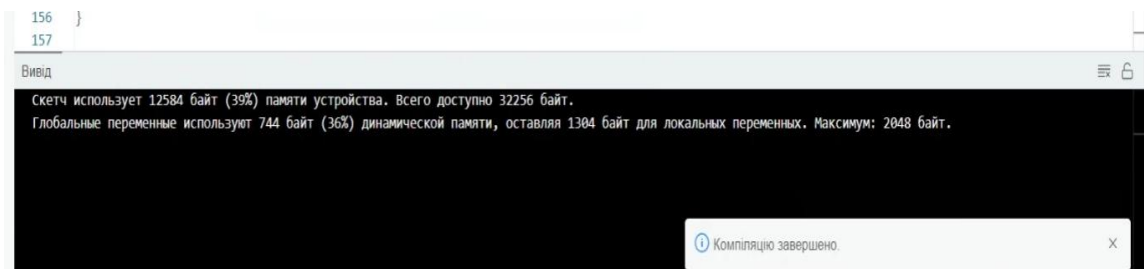 156 }
157
Вивід
Скетч использует 12584 байт (39%) памяти устройства. Всего доступно 32256 байт.
Глобальные переменные используют 744 байт (36%) динамической памяти, оставляя 1304 байт для локальных переменных. Максимум: 2048 байт.
Компіляцію завершено.